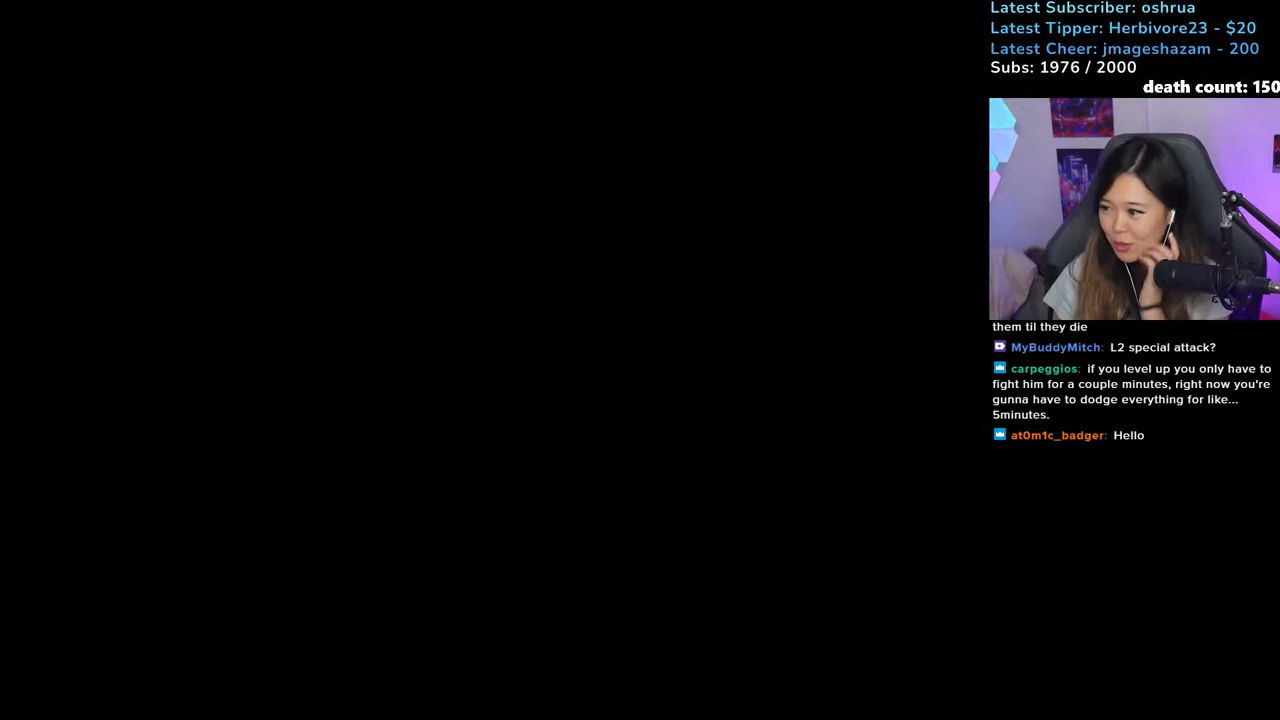 Latest Subscriber: oshrua
Latest Tipper: Herbivore23 - $20
Latest Cheer: jmageshazam - 200
Subs: 1976 / 2000
death count: 150
them til they die
MyBuddyMitch: L2 special attack?
carpeggios: if you level up you only have to
fight him for a couple minutes, right now you're
gunna have to dodge everything for like...
5minutes.
at0m1c_badger: Hello